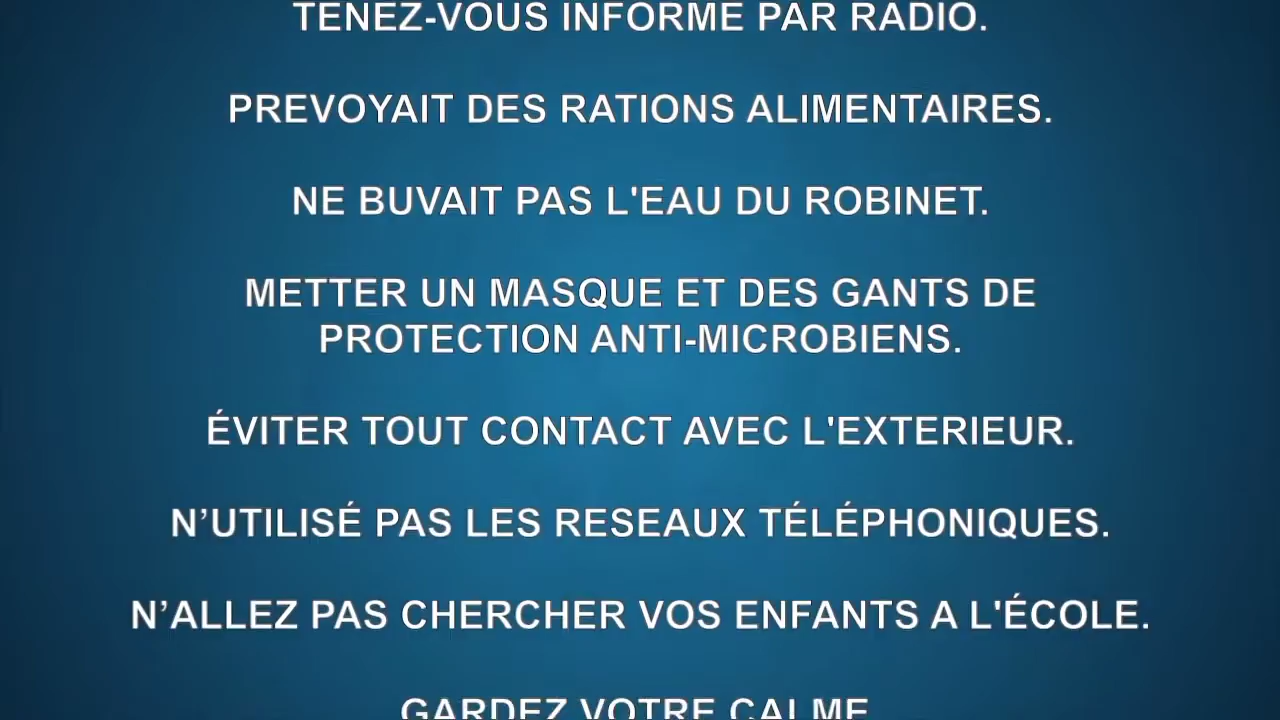 TENEZ-VOUS INFORME PAR RADIO.
PREVOYAIT DES RATIONS ALIMENTAIRES.
NE BUVAIT PAS L'EAU DU ROBINET.
METTER UN MASQUE ET DES GANTS DE
PROTECTION ANTI-MICROBIENS.
ÉVITER TOUT CONTACT AVEC L'EXTERIEUR.
N’UTILISÉ PAS LES RESEAUX TÉLÉPHONIQUES.
N’ALLEZ PAS CHERCHER VOS ENFANTS A L'ÉCOLE.
GARDEZ VOTRE CALME